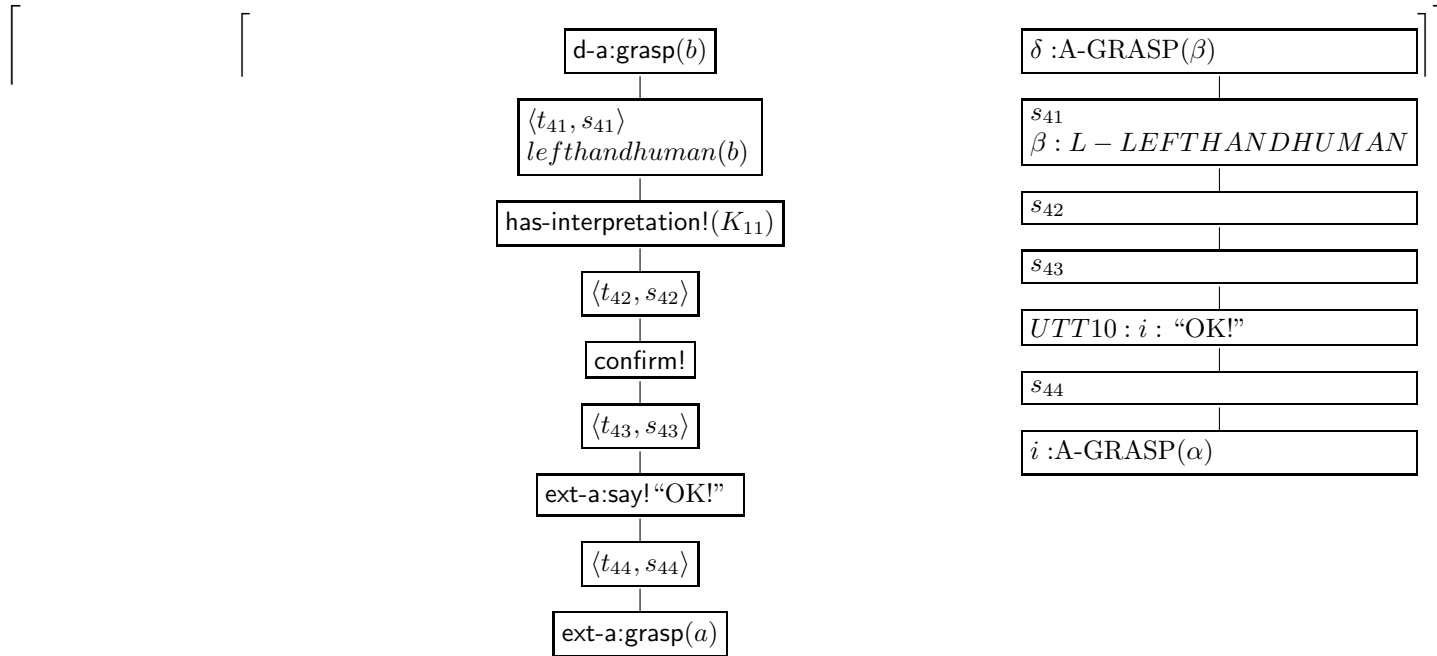 d-a:grasp(b)
⟨t₄₁, s₄₁⟩
lefthandhuman(b)
has-interpretation!(K₁₁)
⟨t₄₂, s₄₂⟩
confirm!
⟨t₄₃, s₄₃⟩
ext-a:say! “OK!”
⟨t₄₄, s₄₄⟩
ext-a:grasp(a)
δ :A-GRASP(β)
s₄₁
β : L − LEFTHANDHUMAN
s₄₂
s₄₃
UTT10 : i : “OK!”
s₄₄
i :A-GRASP(α)